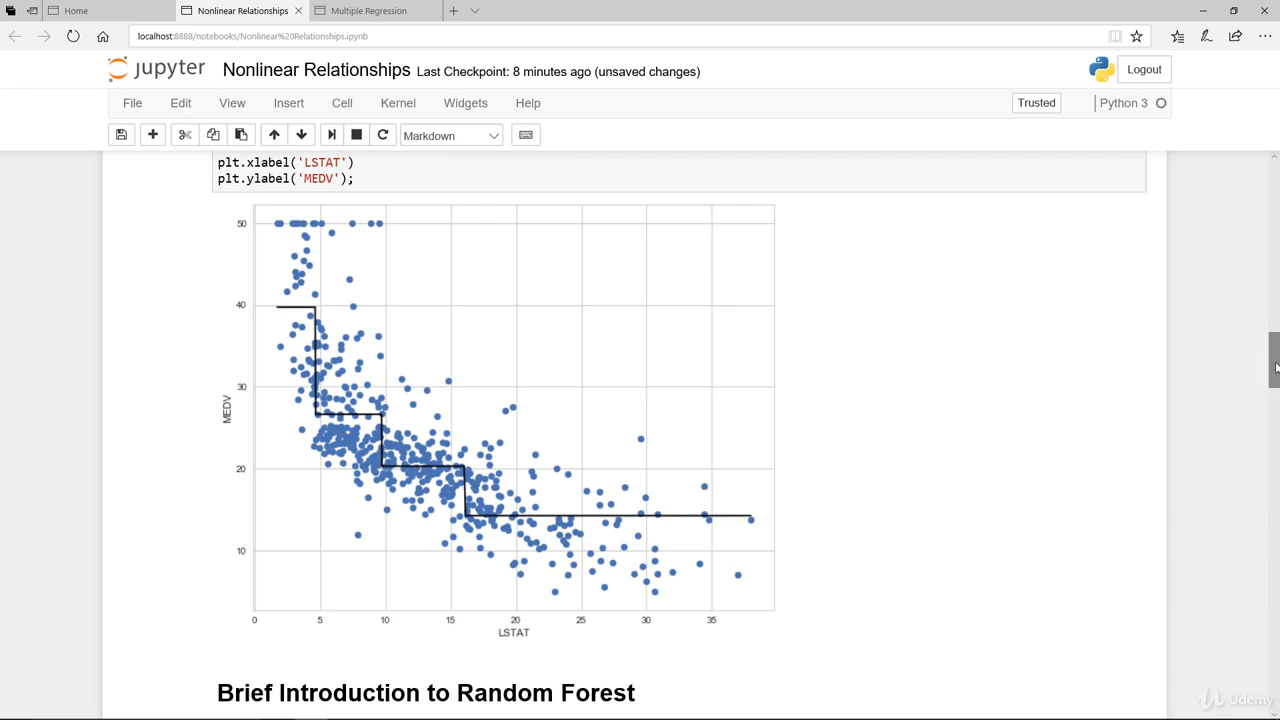 Home
Nonlinear Relationships
Multiple Regression
localhost:8888/notebooks/Nonlinear%20Relationships.ipynb
jupyter Nonlinear Relationships Last Checkpoint: 8 minutes ago (unsaved changes)
Logout
File Edit View Insert Cell Kernel Widgets Help
Trusted
Python 3
Markdown
plt.xlabel('LSTAT')
plt.ylabel('MEDV');
50
40
30
20
10
MEDV
0 5 10 15 20 25 30 35
LSTAT
Brief Introduction to Random Forest
Udemy